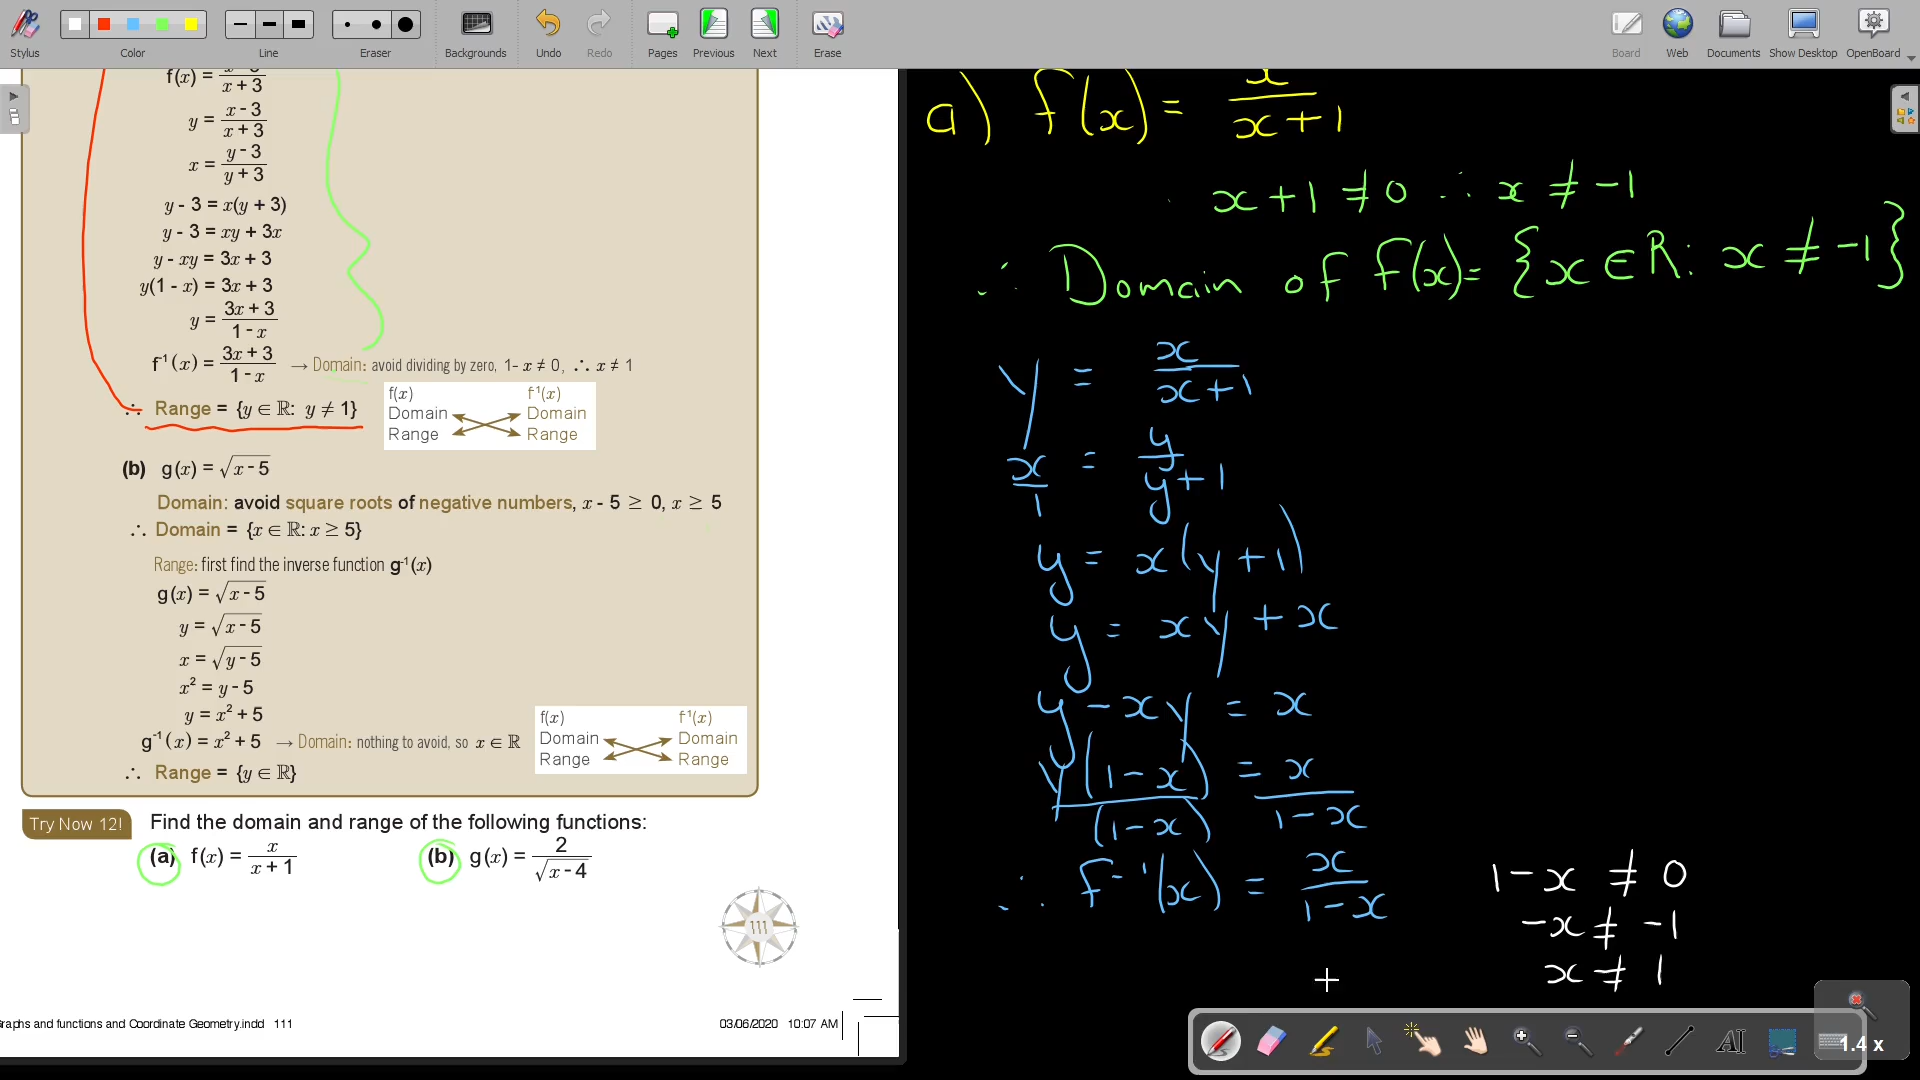 Stylus Color Line Eraser Backgrounds Undo Redo Pages Previous Next Erase Board Web Documents Show Desktop OpenBoard
f(x) = x - 3 / x + 3
y = x - 3 / x + 3
x = y - 3 / y + 3
y - 3 = x(y + 3)
y - 3 = xy + 3x
y - xy = 3x + 3
y(1 - x) = 3x + 3
y = 3x + 3 / 1 - x
f⁻¹(x) = 3x + 3 / 1 - x → Domain: avoid dividing by zero, 1 - x ≠ 0, ∴ x ≠ 1
∴ Range = {y ∈ ℝ: y ≠ 1}
f(x) f⁻¹(x)
Domain Domain
Range Range
(b) g(x) = √(x - 5)
Domain: avoid square roots of negative numbers, x - 5 ≥ 0, x ≥ 5
∴ Domain = {x ∈ ℝ: x ≥ 5}
Range: first find the inverse function g⁻¹(x)
g(x) = √(x - 5)
y = √(x - 5)
x = √(y - 5)
x² = y - 5
y = x² + 5
g⁻¹(x) = x² + 5 → Domain: nothing to avoid, so x ∈ ℝ
∴ Range = {y ∈ ℝ}
f(x) f⁻¹(x)
Domain Domain
Range Range
Try Now 12! Find the domain and range of the following functions:
(a) f(x) = x / x + 1 (b) g(x) = 2 / √(x - 4)
111
raphs and functions and Coordinate Geometry.indd 111 03/06/2020 10:07 AM
a) f(x) = x / x + 1
x + 1 ≠ 0 ∴ x ≠ -1
∴ Domain of f(x) = {x ∈ R: x ≠ -1}
y = x / x + 1
x / 1 = y / y + 1
y = x(y + 1)
y = xy + x
y - xy = x
y(1 - x) / (1 - x) = x / 1 - x
∴ f⁻¹(x) = x / 1 - x
1 - x ≠ 0
-x ≠ -1
x ≠ 1
1.4 x